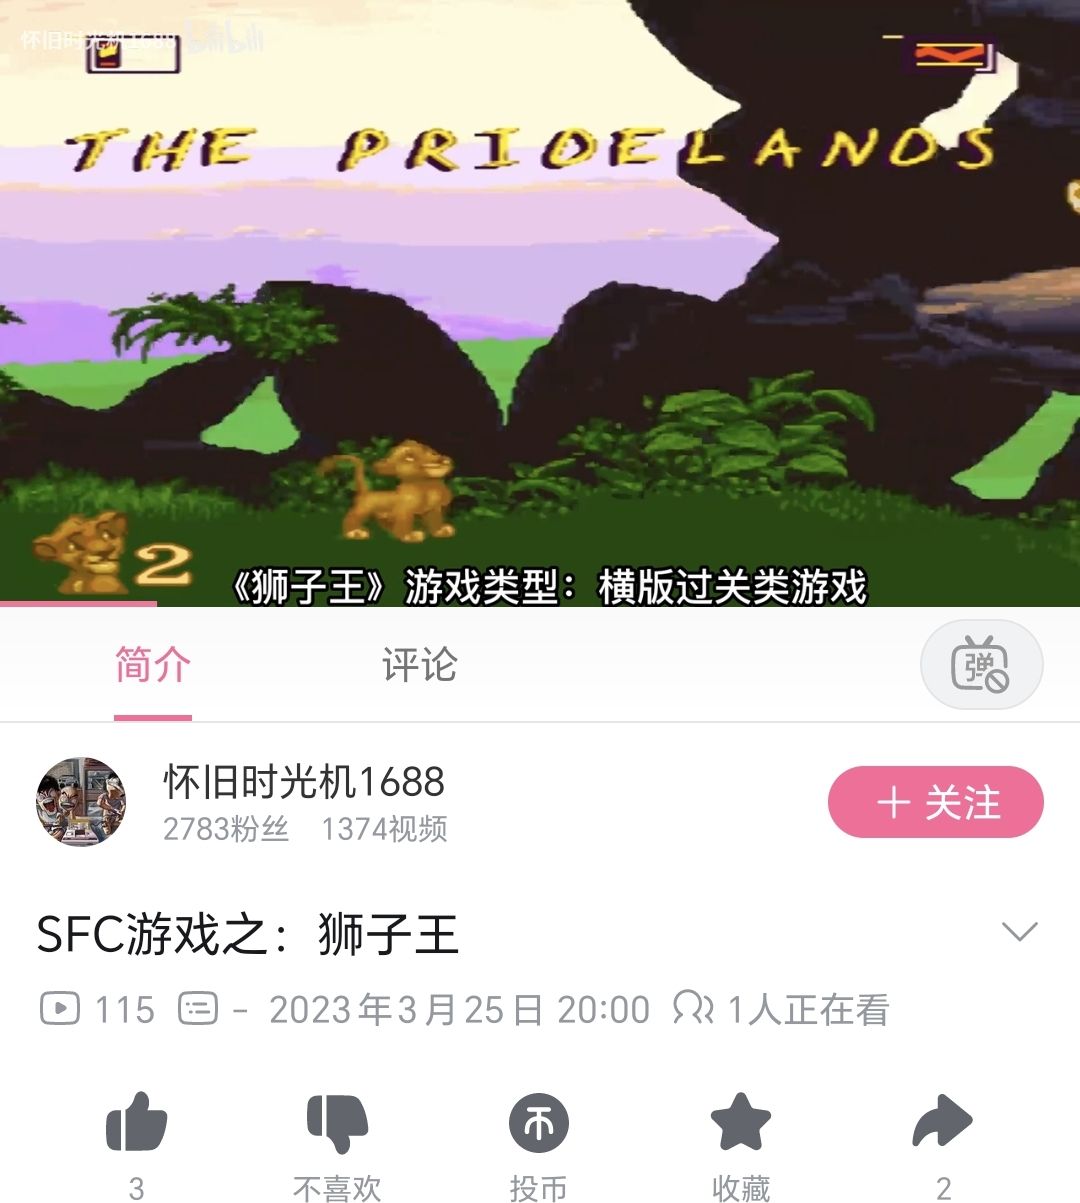 怀旧时光机1688 bilibili
THE PRIDELANDS
2
《狮子王》游戏类型：横版过关类游戏
简介 评论 弹
怀旧时光机1688
2783粉丝 1374视频
+ 关注
SFC游戏之：狮子王
115 - 2023年3月25日 20:00 1人正在看
3 不喜欢 投币 收藏 2